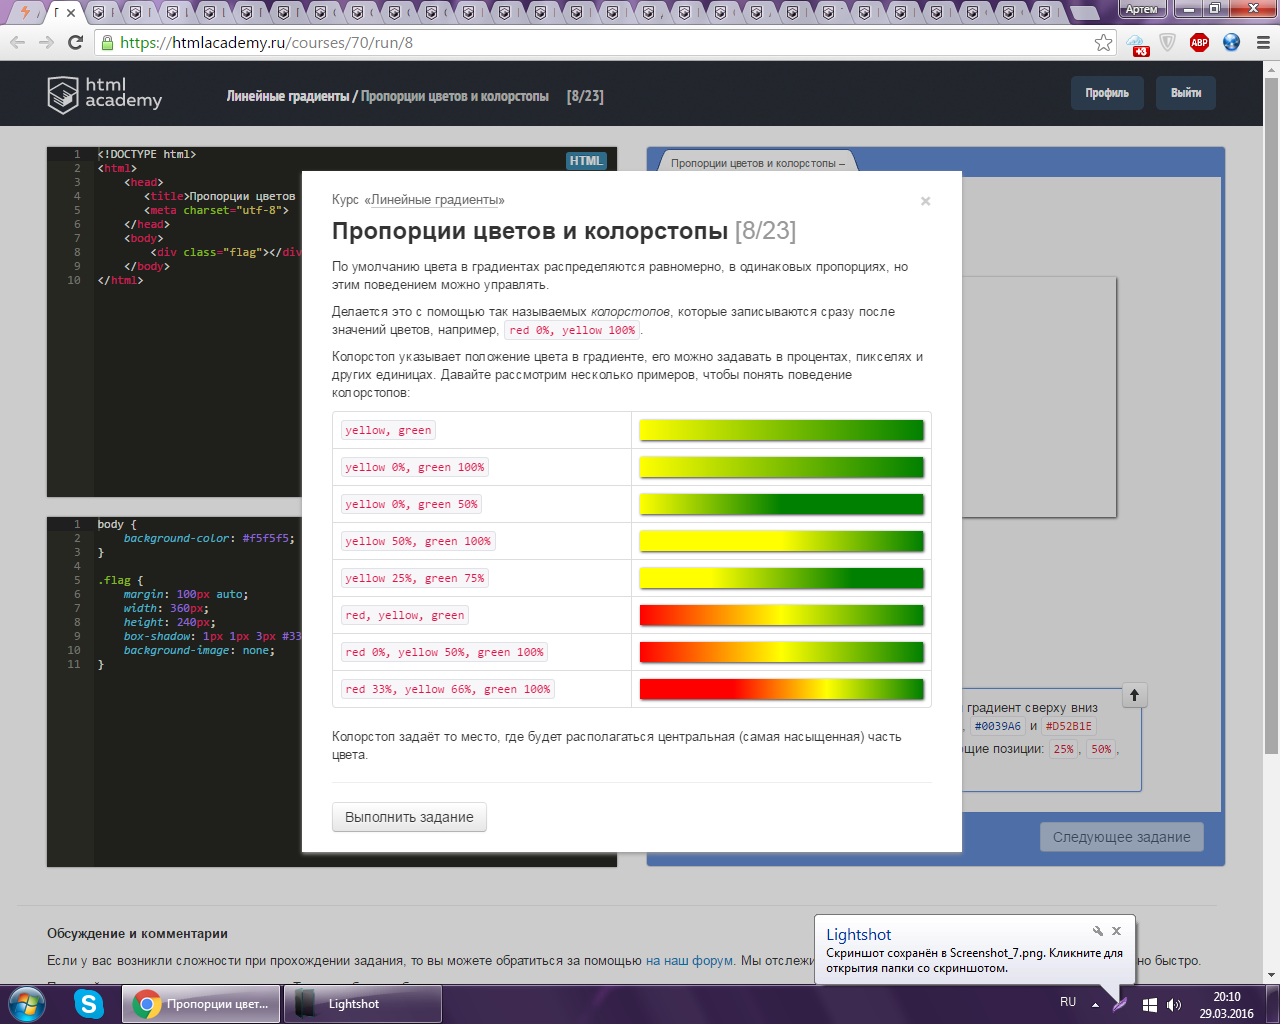 Артем
https://htmlacademy.ru/courses/70/run/8
+3
ABP
html
academy
Линейные градиенты / Пропорции цветов и колорстопы [8/23]
Профиль
Выйти
1 <!DOCTYPE html>
HTML
2 <html>
3 <head>
4 <title>Пропорции цветов
5 <meta charset="utf-8">
6 </head>
7 <body>
8 <div class="flag"></div
9 </body>
10 </html>
Пропорции цветов и колорстопы –
Курс «Линейные градиенты»
×
Пропорции цветов и колорстопы [8/23]
По умолчанию цвета в градиентах распределяются равномерно, в одинаковых пропорциях, но
этим поведением можно управлять.
Делается это с помощью так называемых колорстопов, которые записываются сразу после
значений цветов, например, red 0%, yellow 100%.
Колорстоп указывает положение цвета в градиенте, его можно задавать в процентах, пикселях и
других единицах. Давайте рассмотрим несколько примеров, чтобы понять поведение
колорстопов:
yellow, green
yellow 0%, green 100%
yellow 0%, green 50%
yellow 50%, green 100%
yellow 25%, green 75%
red, yellow, green
red 0%, yellow 50%, green 100%
red 33%, yellow 66%, green 100%
Колорстоп задаёт то место, где будет располагаться центральная (самая насыщенная) часть
цвета.
Выполнить задание
1 body {
2 background-color: #f5f5f5;
3 }
4
5 .flag {
6 margin: 100px auto;
7 width: 360px;
8 height: 240px;
9 box-shadow: 1px 1px 3px #33
10 background-image: none;
11 }
градиент сверху вниз
, #0039A6 и #D52B1E
ющие позиции: 25%, 50%,
Следующее задание
Обсуждение и комментарии
Если у вас возникли сложности при прохождении задания, то вы можете обратиться за помощью на наш форум. Мы отслежи
но быстро.
Lightshot
Скриншот сохранён в Screenshot_7.png. Кликните для
открытия папки со скриншотом.
Пропорции цвет...
Lightshot
RU
20:10
29.03.2016